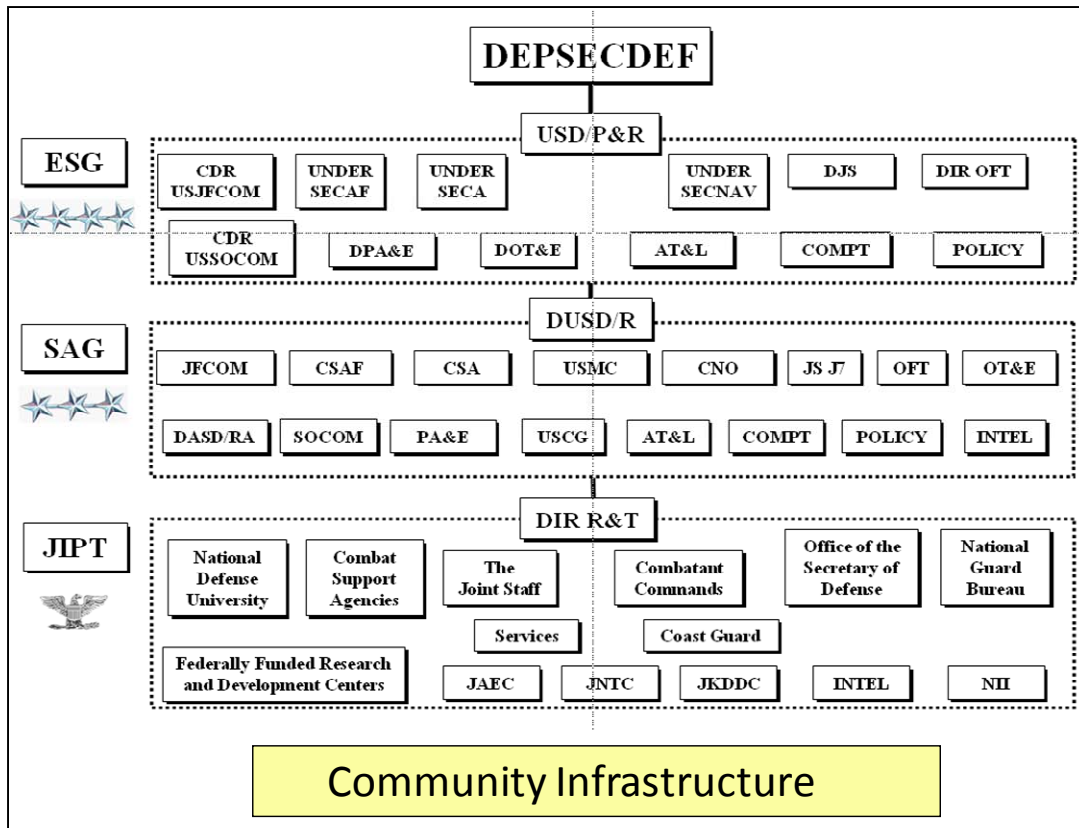 DEPSECDEF
USD/P&R
ESG
CDR
USJFCOM
UNDER
SECAF
UNDER
SECA
UNDER
SECNAV
DJS
DIR OFT
CDR
USSOCOM
DPA&E
DOT&E
AT&L
COMPT
POLICY
DUSD/R
SAG
JFCOM
CSAF
CSA
USMC
CNO
JS J7
OFT
OT&E
DASD/RA
SOCOM
PA&E
USCG
AT&L
COMPT
POLICY
INTEL
DIR R&T
JIPT
National
Defense
University
Combat
Support
Agencies
The
Joint Staff
Combatant
Commands
Office of the
Secretary of
Defense
National
Guard
Bureau
Services
Coast Guard
Federally Funded Research
and Development Centers
JAEC
JNTC
JKDDC
INTEL
NII
Community Infrastructure